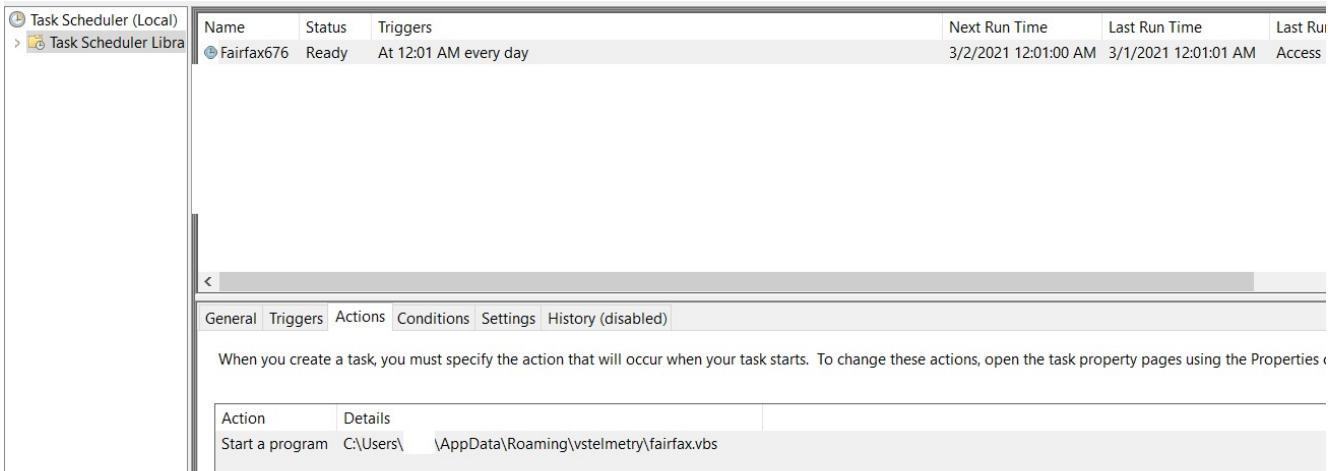 Task Scheduler (Local)
Task Scheduler Libra
Name Status Triggers Next Run Time Last Run Time Last Ru
Fairfax676 Ready At 12:01 AM every day 3/2/2021 12:01:00 AM 3/1/2021 12:01:01 AM Access
General Triggers Actions Conditions Settings History (disabled)
When you create a task, you must specify the action that will occur when your task starts. To change these actions, open the task property pages using the Properties
Action Details
Start a program C:\Users\ \AppData\Roaming\vstelmetry\fairfax.vbs